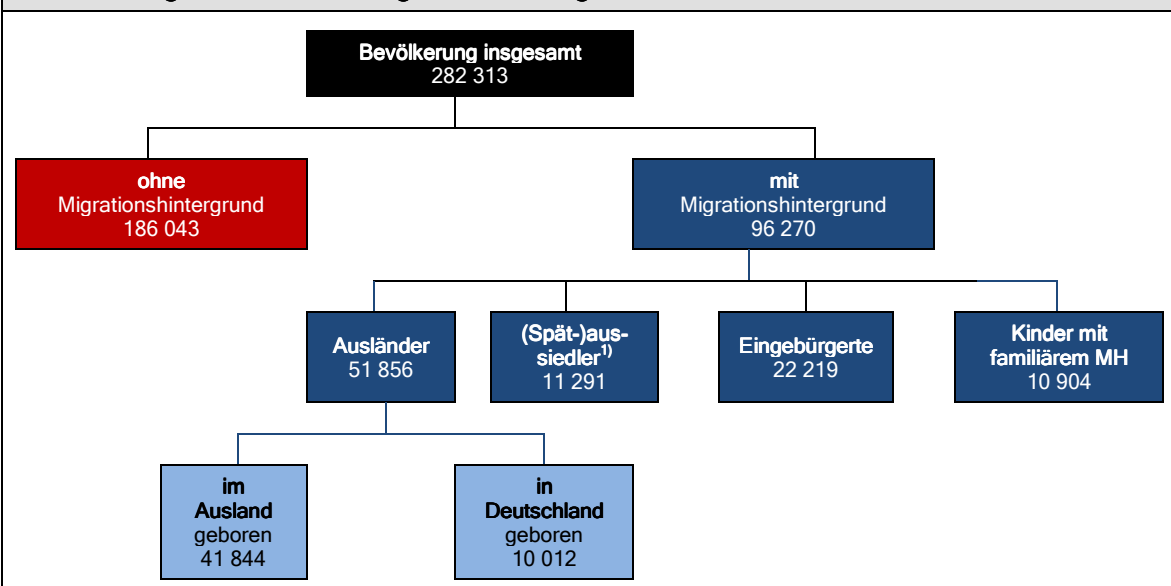 Bevölkerung insgesamt
282 313
ohne
Migrationshintergrund
186 043
mit
Migrationshintergrund
96 270
Ausländer
51 856
(Spät-)aus-
siedler1)
11 291
Eingebürgerte
22 219
Kinder mit
familiärem MH
10 904
im
Ausland
geboren
41 844
in
Deutschland
geboren
10 012